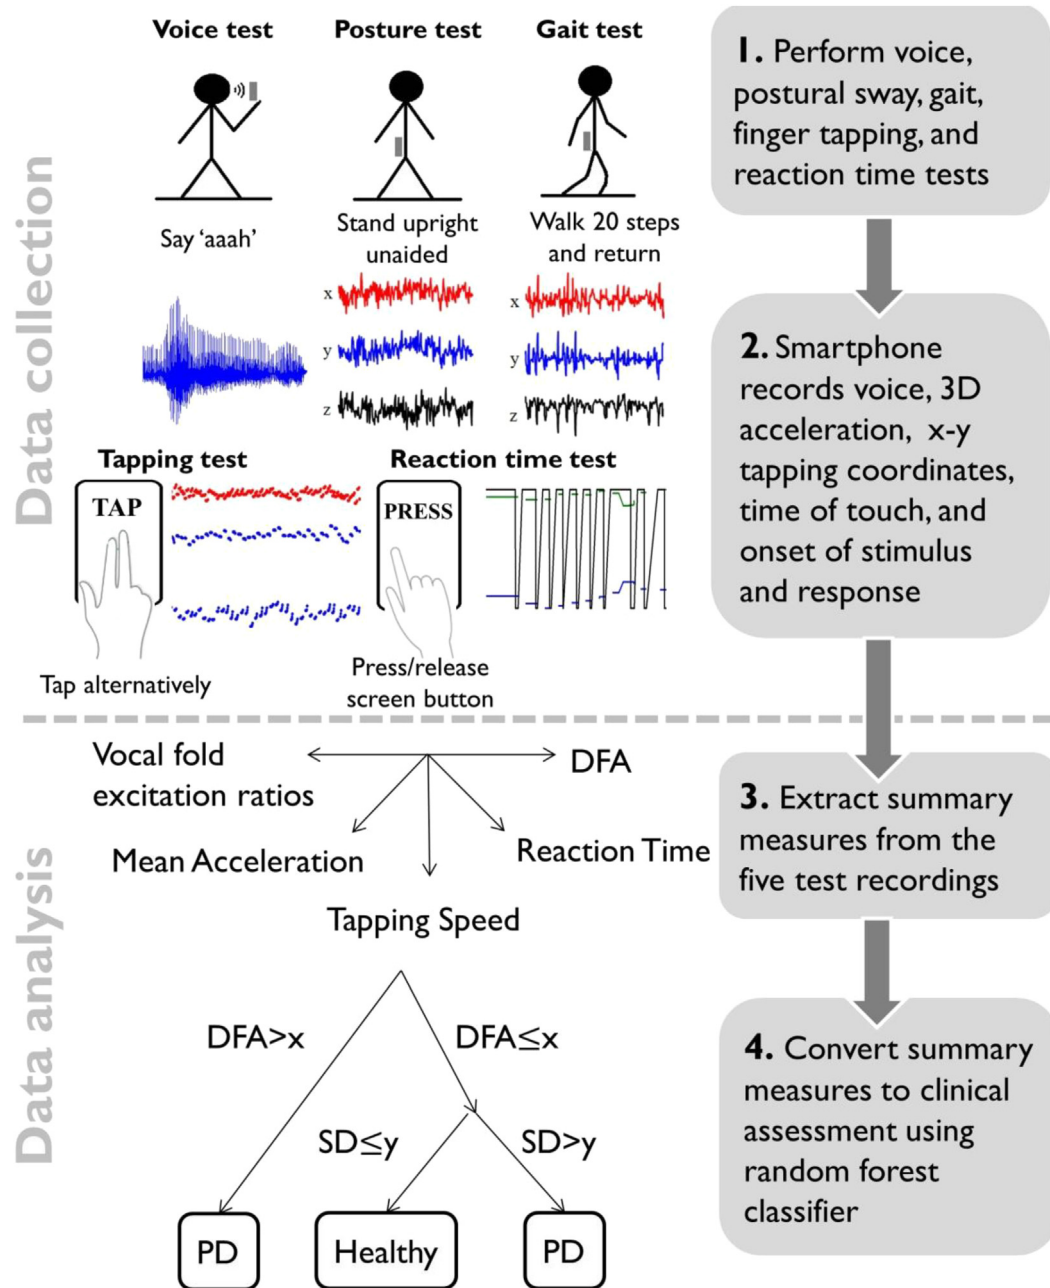 Data collection
Voice test
Posture test
Gait test
Say ‘aaah’
Stand upright
unaided
Walk 20 steps
and return
x
y
z
x
y
z
Tapping test
Reaction time test
TAP
PRESS
Tap alternatively
Press/release
screen button
1. Perform voice,
postural sway, gait,
finger tapping, and
reaction time tests
2. Smartphone
records voice, 3D
acceleration, x-y
tapping coordinates,
time of touch, and
onset of stimulus
and response
Data analysis
Vocal fold
excitation ratios
DFA
Mean Acceleration
Reaction Time
Tapping Speed
DFA>x
DFA≤x
SD≤y
SD>y
PD
Healthy
PD
3. Extract summary
measures from the
five test recordings
4. Convert summary
measures to clinical
assessment using
random forest
classifier